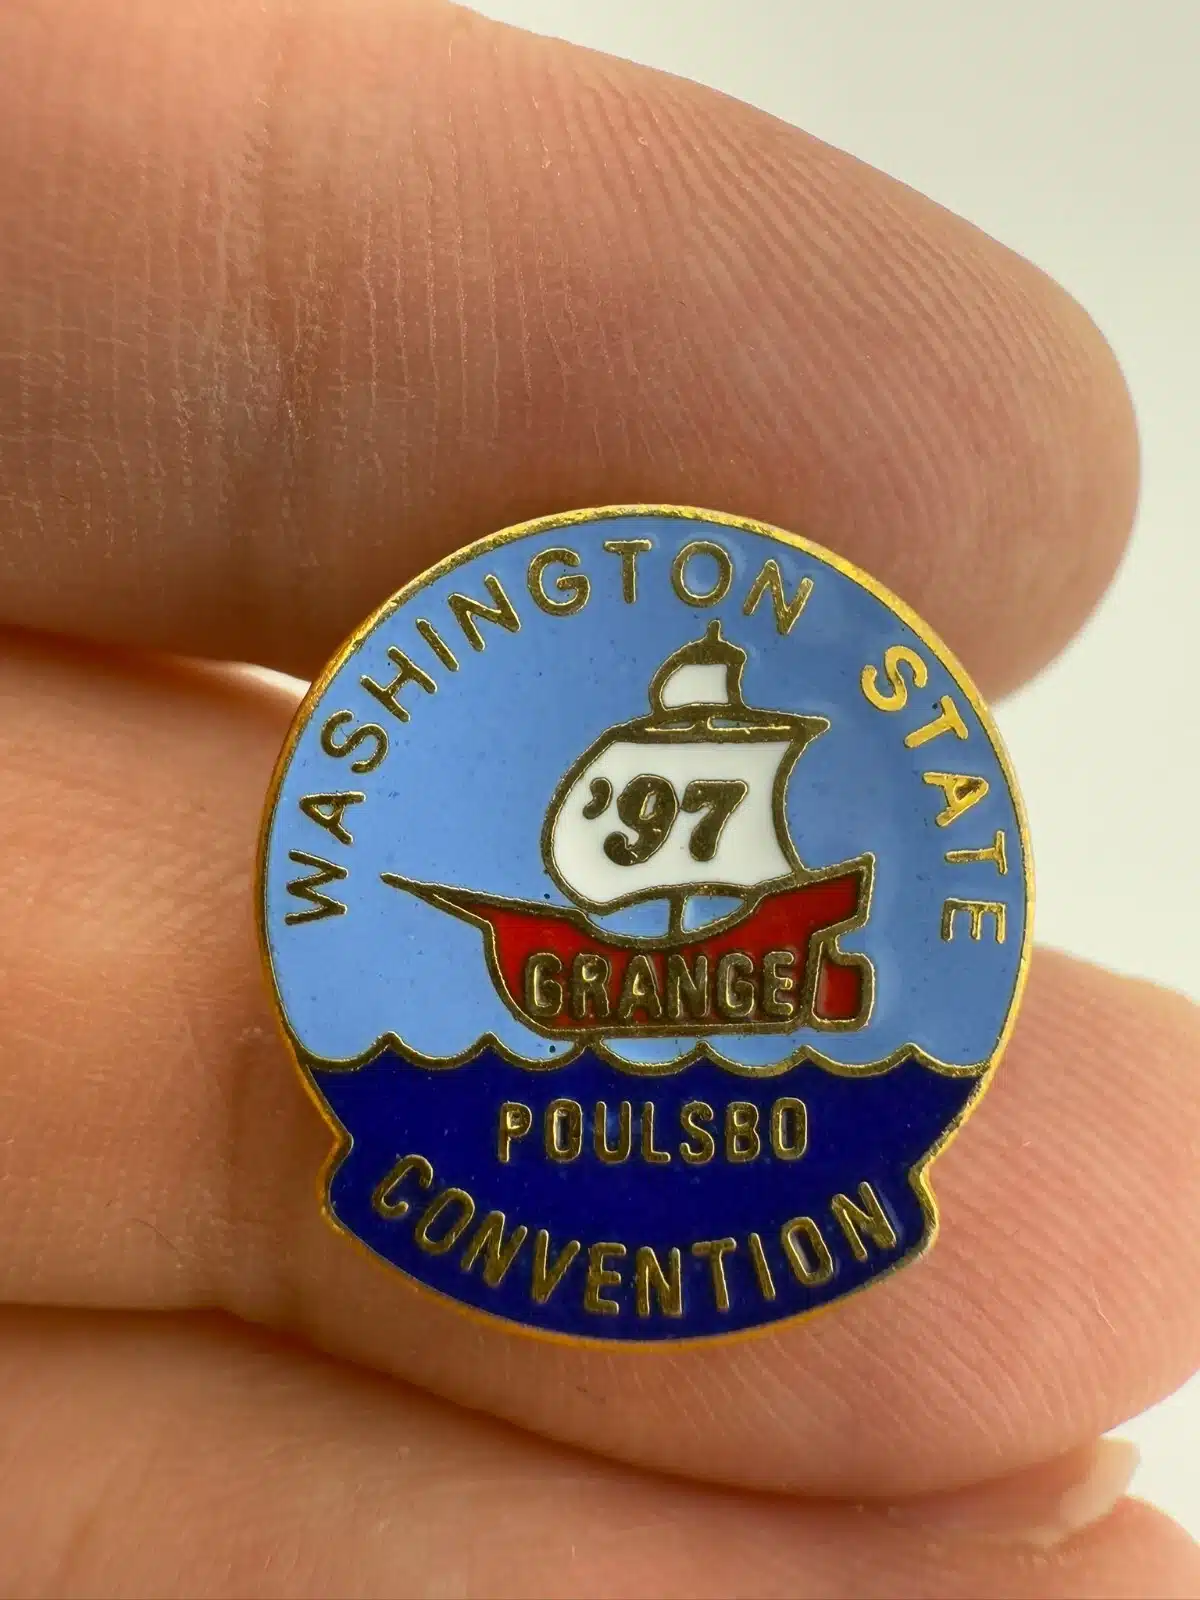 WASHINGTON STATE
'97
GRANGE
POULSBO
CONVENTION